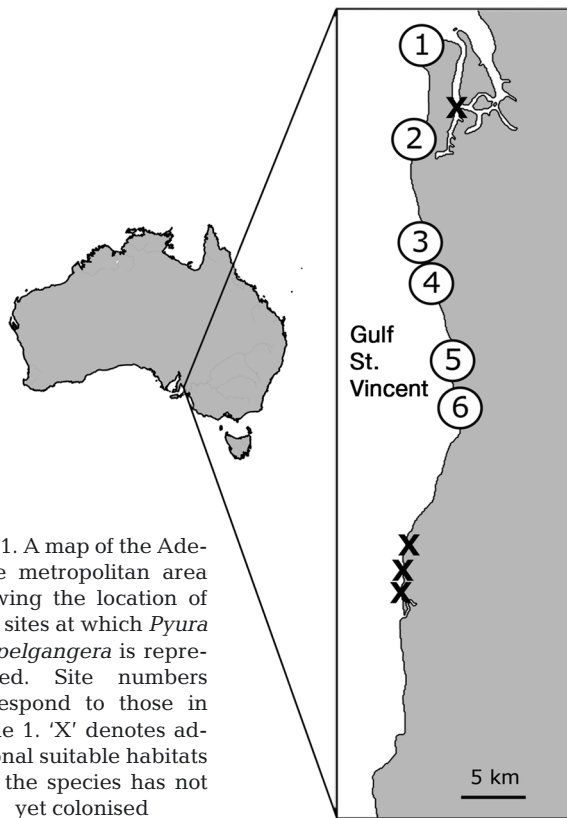 1
X
2
3
4
Gulf
St.
Vincent
5
6
X
X
X
5 km
1. A map of the Ade-
e metropolitan area
wing the location of
sites at which Pyura
pelgangera is repre-
ed. Site numbers
espond to those in
e 1. ‘X’ denotes ad-
onal suitable habitats
the species has not
yet colonised